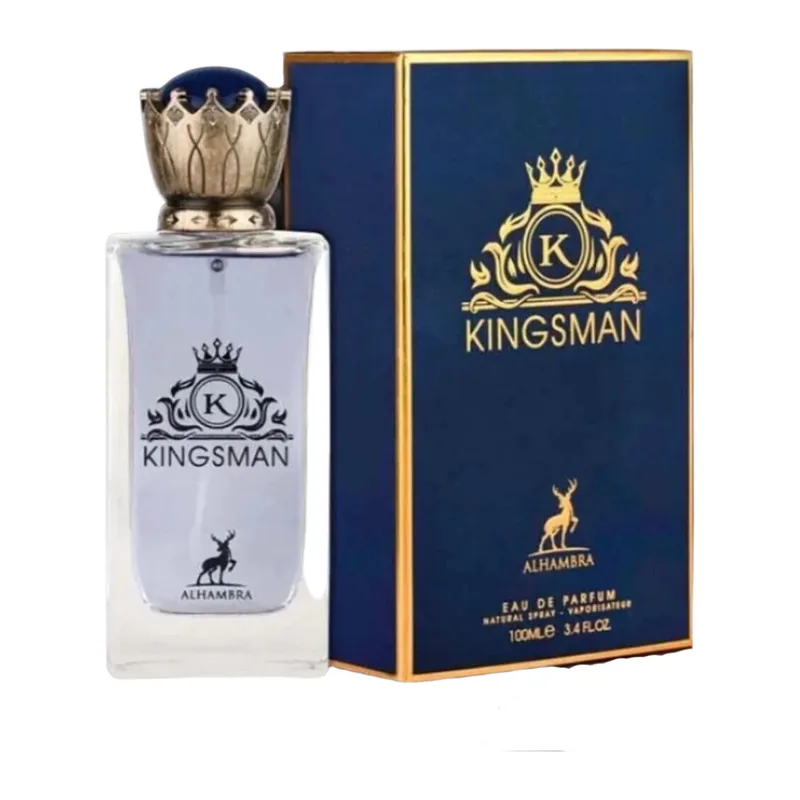 K
KINGSMAN
ALHAMBRA
K
KINGSMAN
ALHAMBRA
EAU DE PARFUM
NATURAL SPRAY - VAPORISATEUR
100MLe 3.4 FL.OZ.